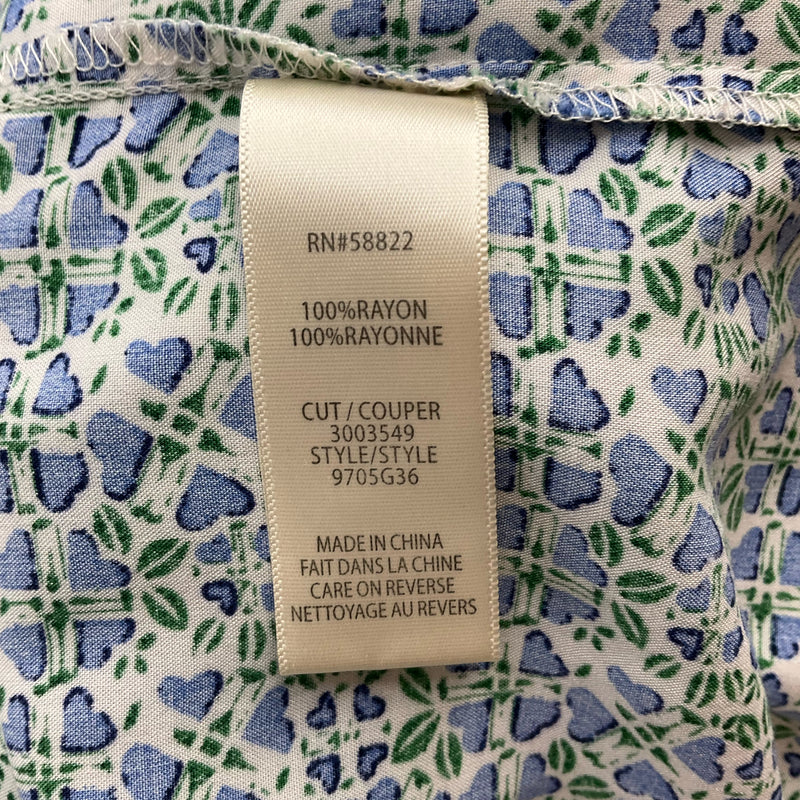 RN#58822
100%RAYON
100%RAYONNE
CUT / COUPER
3003549
STYLE/STYLE
9705G36
MADE IN CHINA
FAIT DANS LA CHINE
CARE ON REVERSE
NETTOYAGE AU REVERS